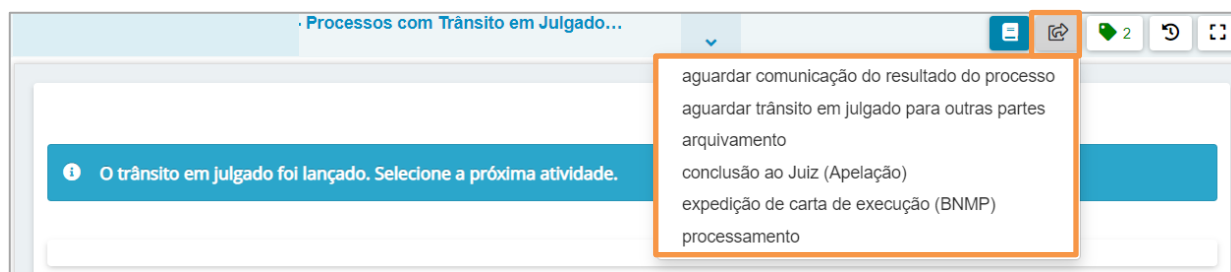 - Processos com Trânsito em Julgado...
2
aguardar comunicação do resultado do processo
aguardar trânsito em julgado para outras partes
arquivamento
conclusão ao Juiz (Apelação)
expedição de carta de execução (BNMP)
processamento
O trânsito em julgado foi lançado. Selecione a próxima atividade.